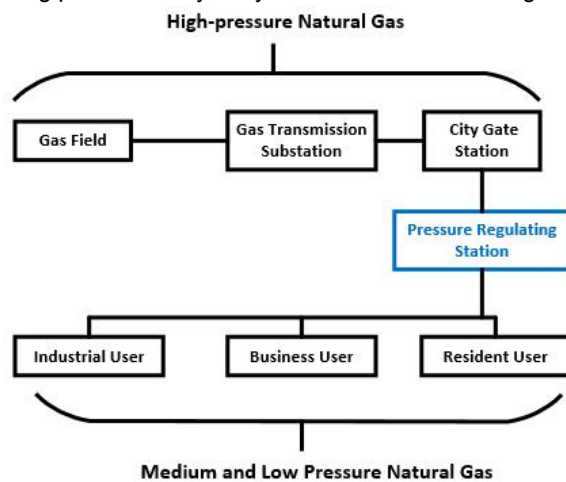 High-pressure Natural Gas
Gas Field
Gas Transmission
Substation
City Gate
Station
Pressure Regulating
Station
Industrial User
Business User
Resident User
Medium and Low Pressure Natural Gas